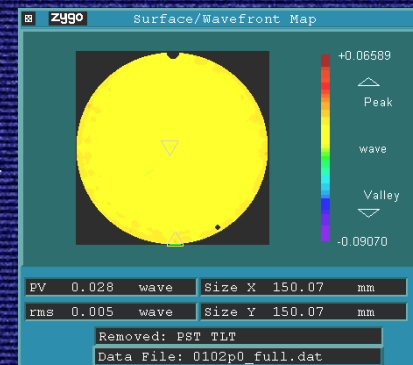 zygo Surface/Wavefront Map
+0.06589
Peak
wave
Valley
-0.09070
PV 0.028 wave Size X 150.07 mm
rms 0.005 wave Size Y 150.07 mm
Removed: PST TLT
Data File: 0102p0_full.dat